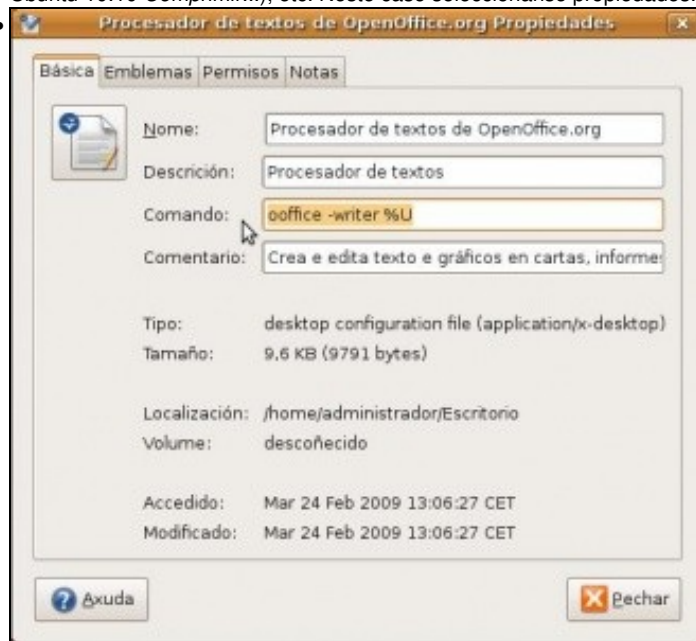 Procesador de textos de OpenOffice.org Propiedades
Básica Emblemas Permisos Notas
Nome: Procesador de textos de OpenOffice.org
Descrición: Procesador de textos
Comando: ooffice -writer %U
Comentario: Crea e edita texto e gráficos en cartas, informes
Tipo: desktop configuration file (application/x-desktop)
Tamaño: 9,6 KB (9791 bytes)
Localización: /home/administrador/Escritorio
Volume: descoñecido
Accedido: Mar 24 Feb 2009 13:06:27 CET
Modificado: Mar 24 Feb 2009 13:06:27 CET
Axuda Pechar